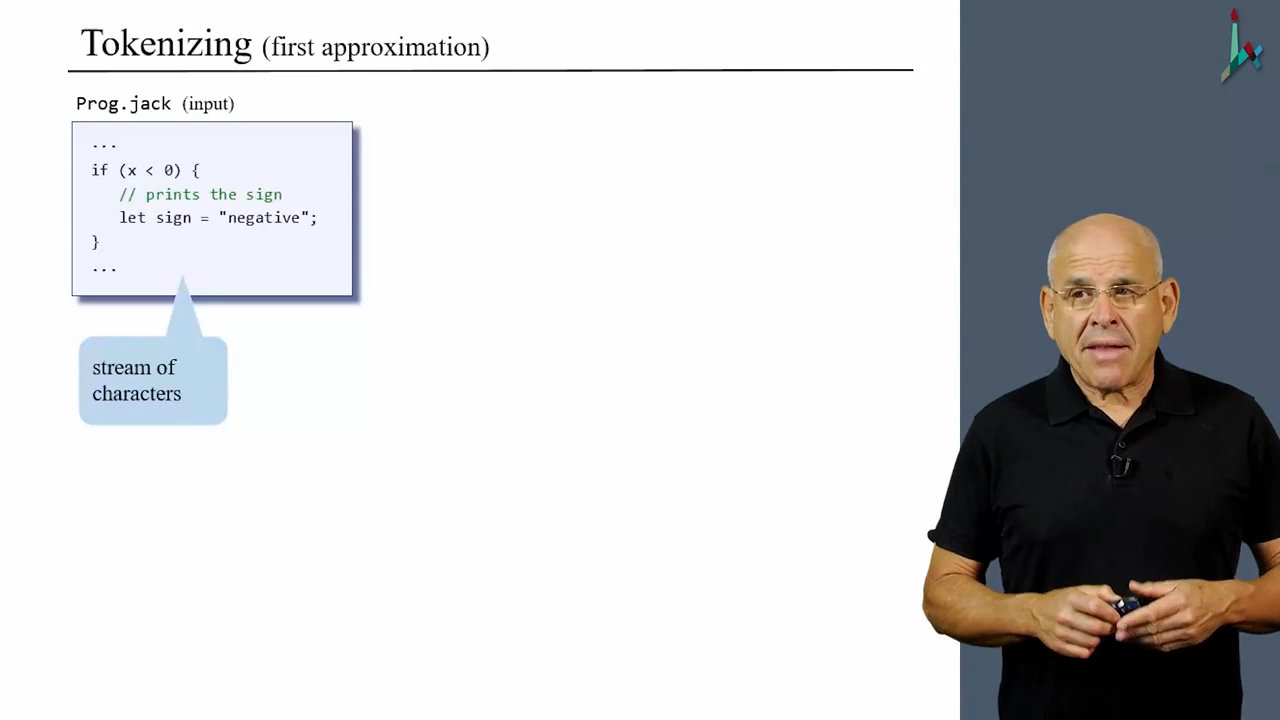 Tokenizing (first approximation)
Prog.jack (input)
...
if (x < 0) {
// prints the sign
let sign = "negative";
}
...
stream of
characters